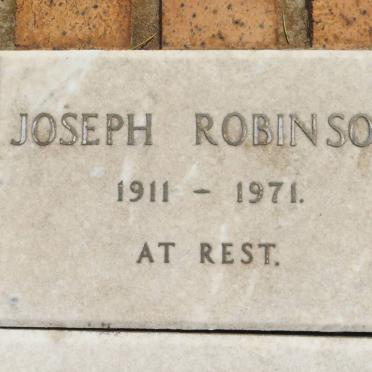 JOSEPH ROBINSO
1911 - 1971.
AT REST.